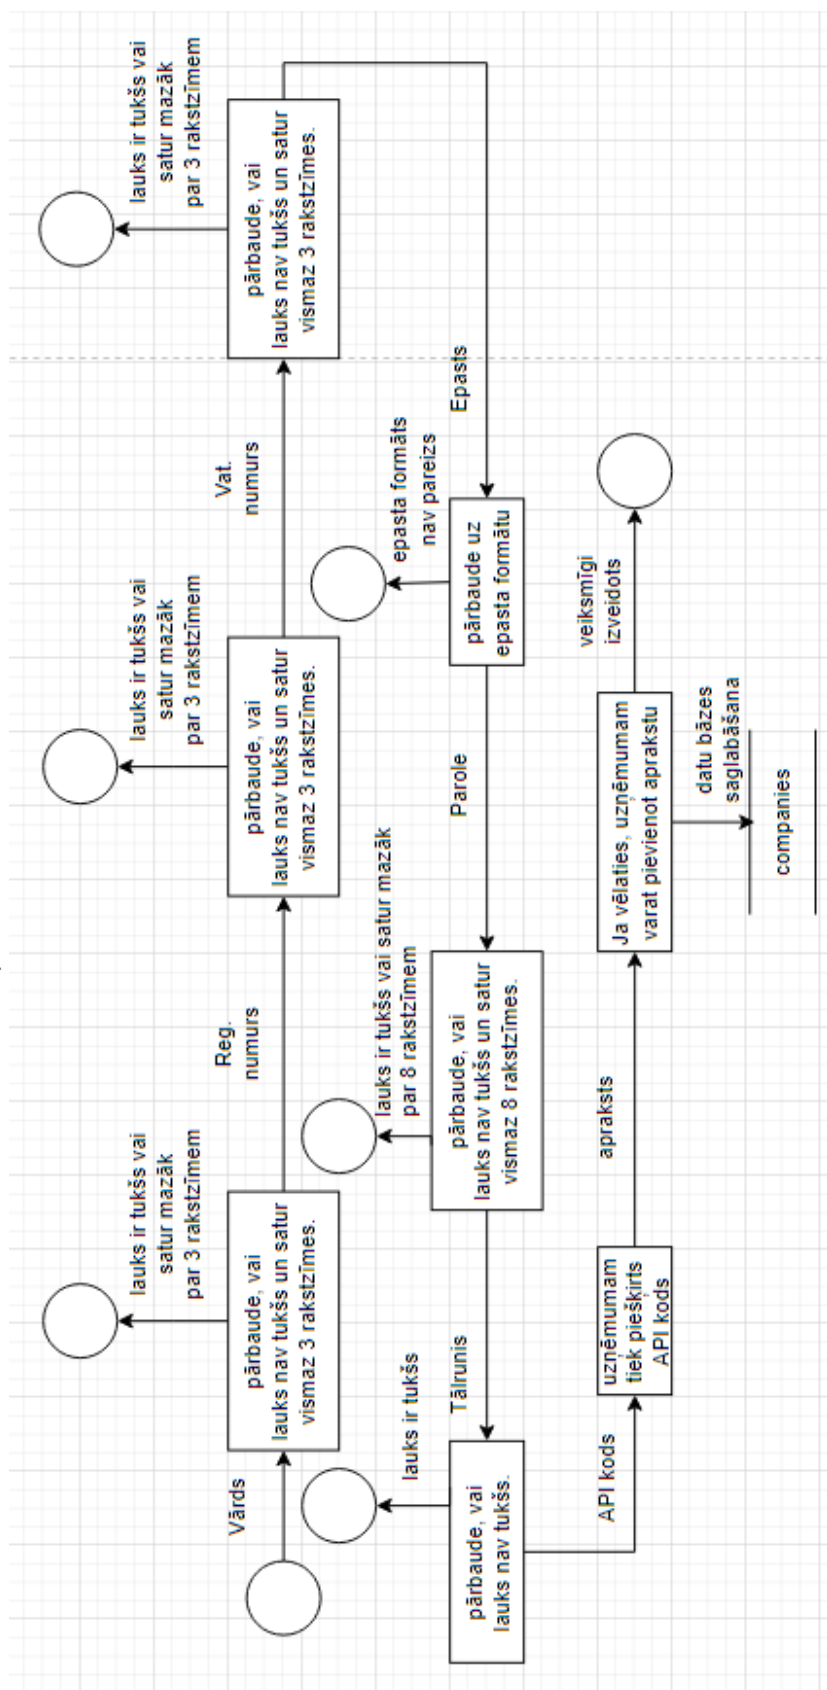 Vārds
pārbaude, vai
lauks nav tukšs un satur
vismaz 3 rakstzīmes.
lauks ir tukšs vai
satur mazāk
par 3 rakstzīmem
Reg.
numurs
pārbaude, vai
lauks nav tukšs un satur
vismaz 3 rakstzīmes.
lauks ir tukšs vai
satur mazāk
par 3 rakstzīmem
Vat.
numurs
pārbaude, vai
lauks nav tukšs un satur
vismaz 3 rakstzīmes.
lauks ir tukšs vai
satur mazāk
par 3 rakstzīmem
Epasts
pārbaude uz
epasta formātu
epasta formāts
nav pareizs
Parole
pārbaude, vai
lauks nav tukšs un satur
vismaz 8 rakstzīmes.
lauks ir tukšs vai satur mazāk
par 8 rakstzīmem
Tālrunis
pārbaude, vai
lauks nav tukšs.
lauks ir tukšs
API kods
uzņēmumam
tiek piešķirts
API kods
apraksts
Ja vēlaties, uzņēmumam
varat pievienot aprakstu
veiksmīgi
izveidots
datu bāzes
saglabāšana
companies